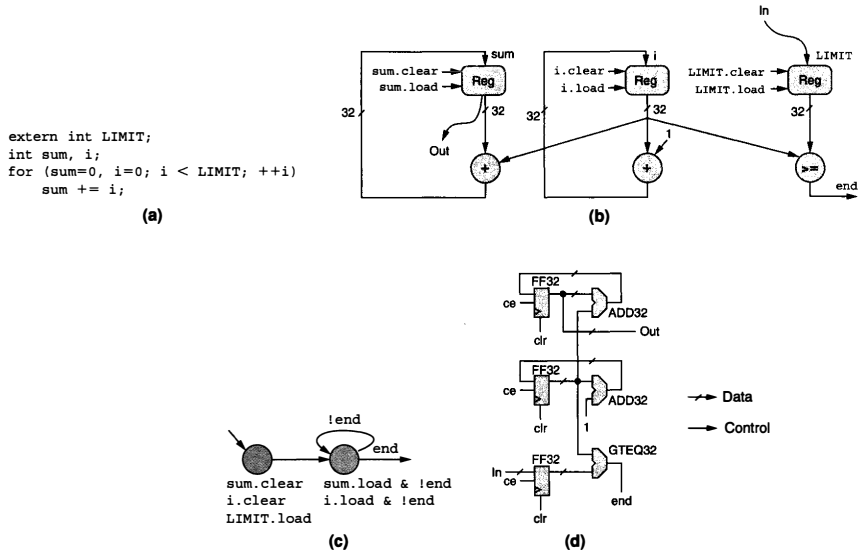 extern int LIMIT;
int sum, i;
for (sum=0, i=0; i < LIMIT; ++i)
sum += i;
(a)
In
sum
i
LIMIT
sum.clear
sum.load
Reg
i.clear
i.load
Reg
LIMIT.clear
LIMIT.load
Reg
32
32
32
32
32
Out
1
+
+
>=
end
(b)
!end
end
sum.clear
i.clear
LIMIT.load
sum.load & !end
i.load & !end
(c)
FF32
ce
clr
ADD32
Out
FF32
ce
clr
ADD32
1
FF32
In
ce
clr
GTEQ32
end
Data
Control
(d)